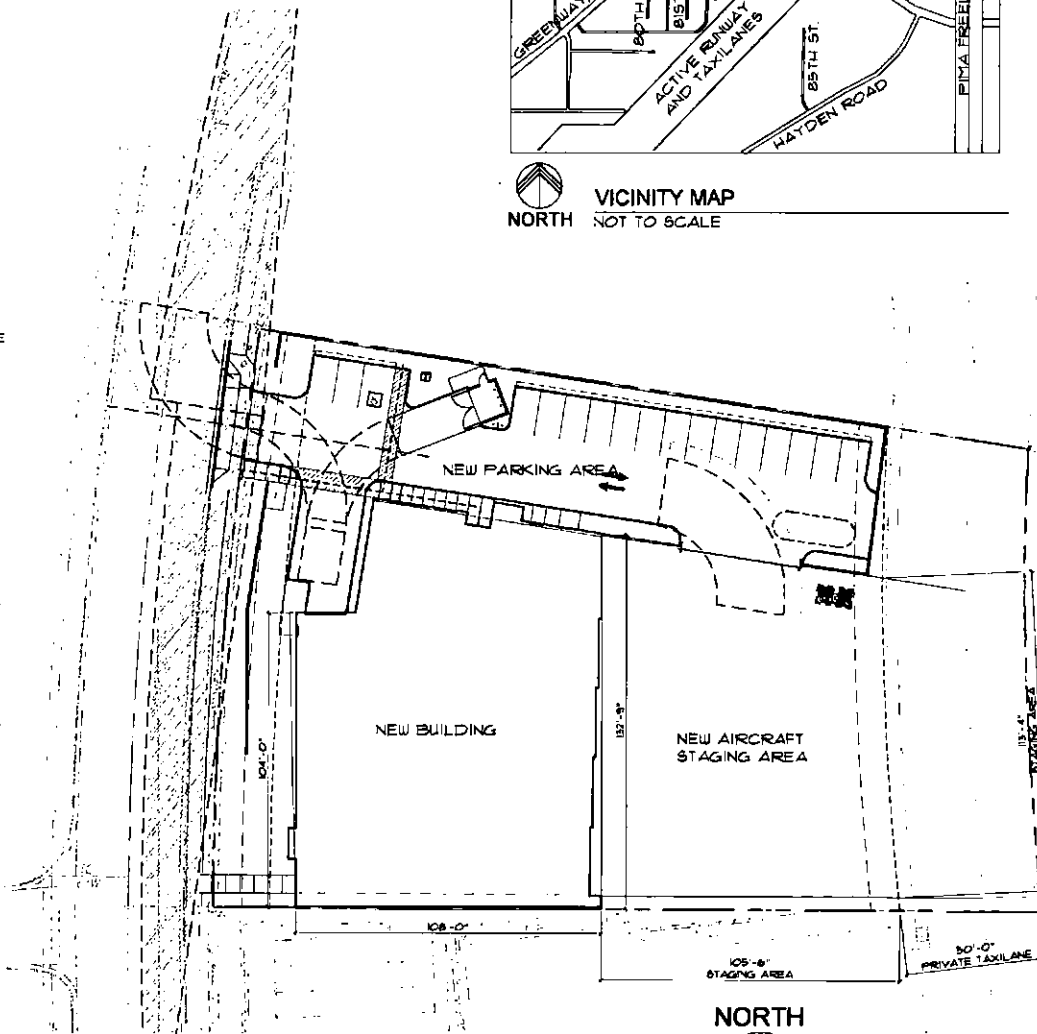 GREENWAY
80TH
81ST
ACTIVE RUNWAY
AND TAXILANES
85TH ST.
HAYDEN ROAD
PIMA FREE
NORTH
VICINITY MAP
NOT TO SCALE
E
NEW PARKING AREA
NEW BUILDING
NEW AIRCRAFT
STAGING AREA
104'-0"
132'-9"
113'-4"
STAGING AREA
108'-0"
105'-6"
STAGING AREA
50'-0"
PRIVATE TAXILANE
NORTH